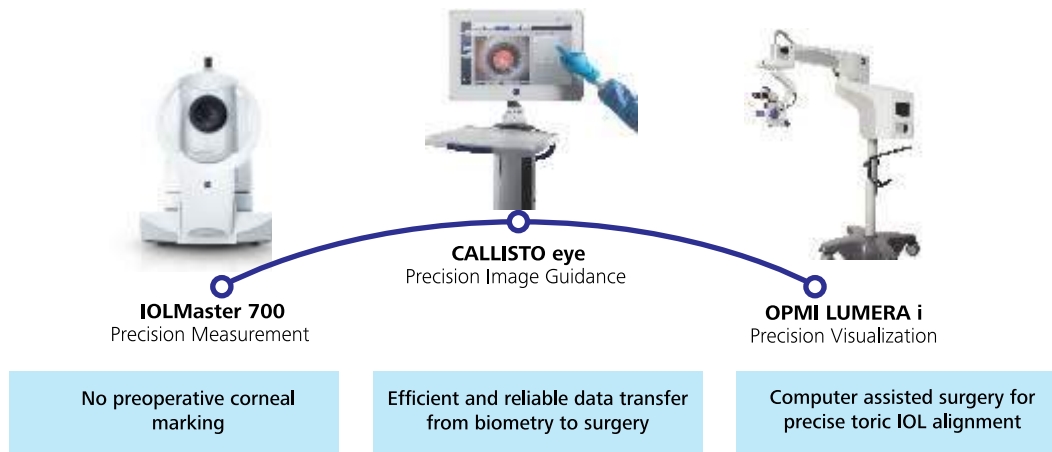 CALLISTO eye
Precision Image Guidance
IOLMaster 700
Precision Measurement
OPMI LUMERA i
Precision Visualization
No preoperative corneal
marking
Efficient and reliable data transfer
from biometry to surgery
Computer assisted surgery for
precise toric IOL alignment